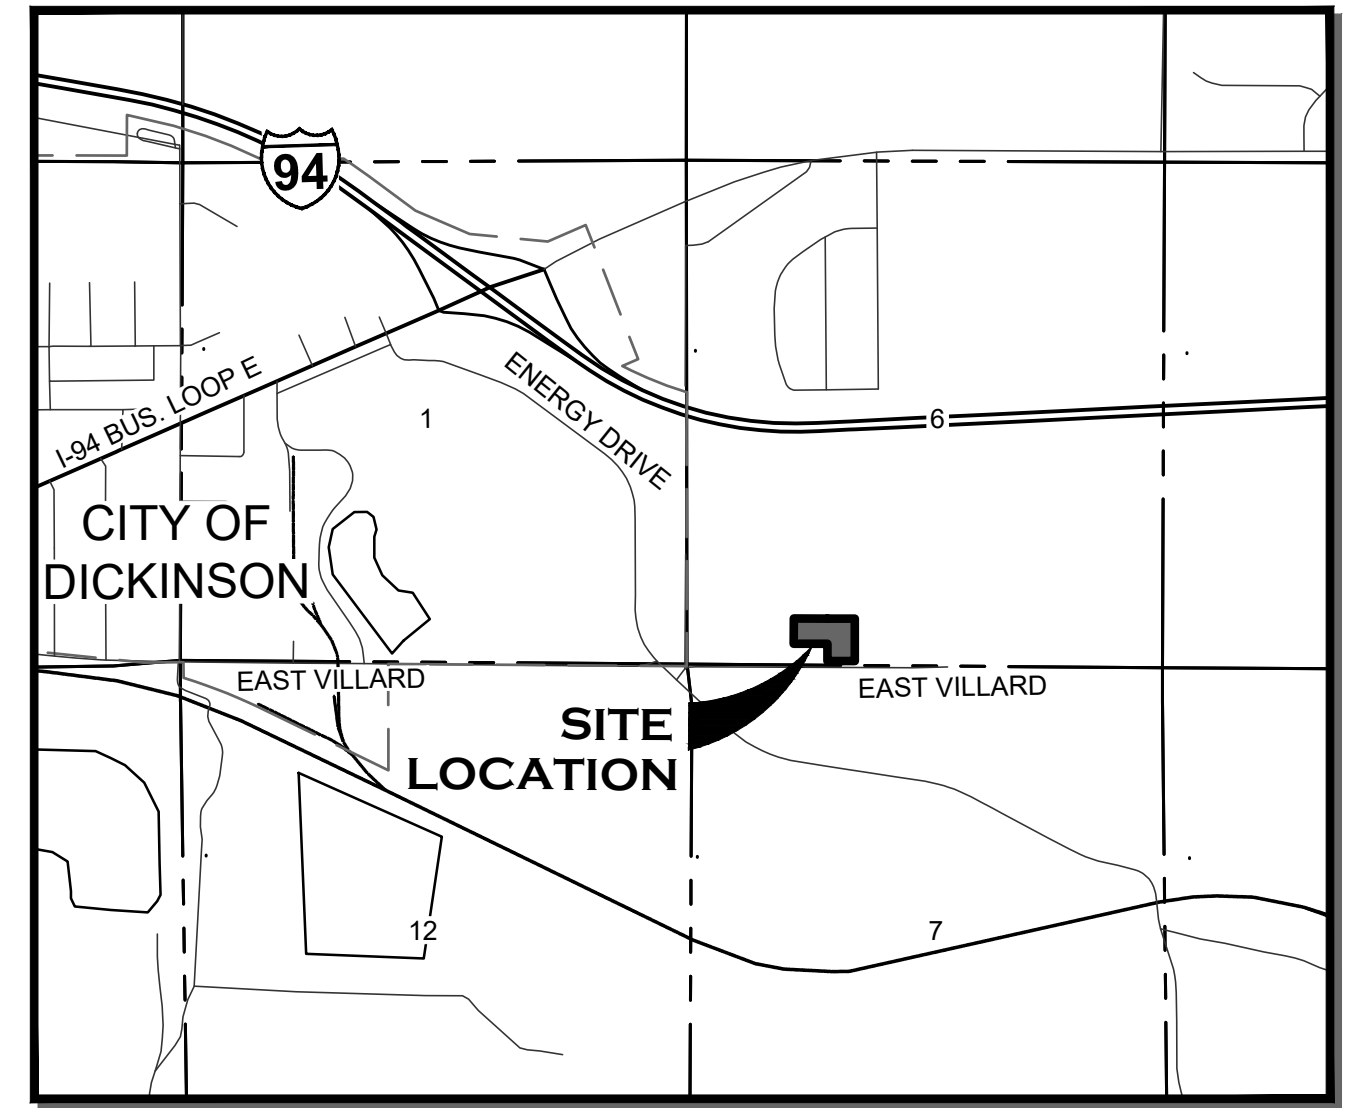 94
I-94 BUS. LOOP E
ENERGY DRIVE
1
6
CITY OF
DICKINSON
EAST VILLARD
EAST VILLARD
SITE
LOCATION
12
7